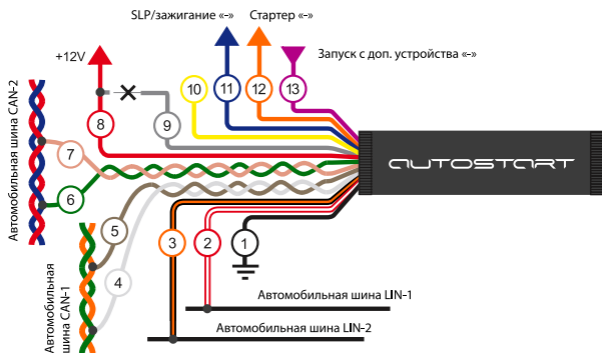 SLP/зажигание «-»
Стартер «-»
Запуск с доп. устройства «-»
+12V
10
11
12
13
8
9
7
6
5
4
3
2
1
Автомобильная шина CAN-2
Автомобильная
шина CAN-1
AUTOSTART
Автомобильная шина LIN-1
Автомобильная шина LIN-2